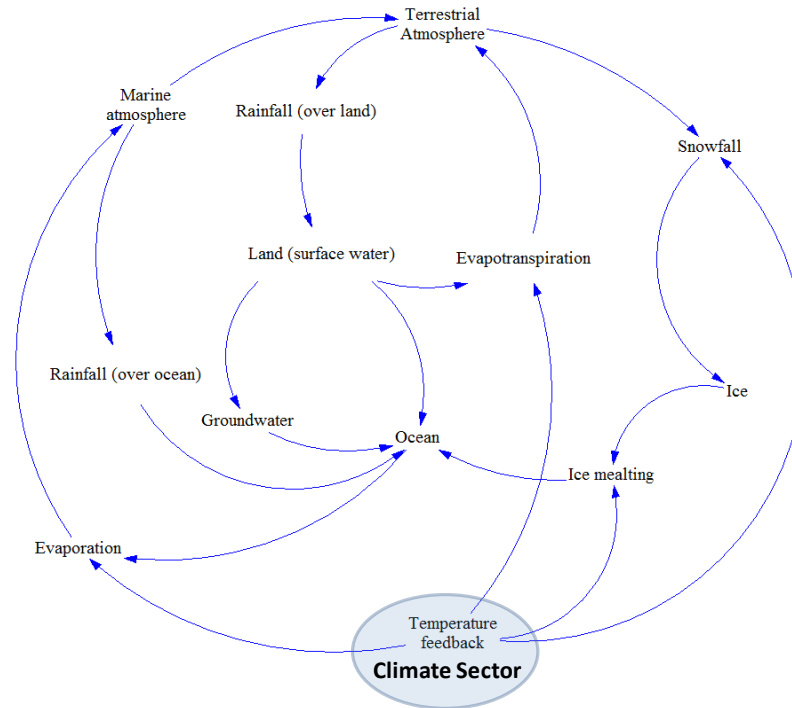 Terrestrial
Atmosphere
Marine
atmosphere
Rainfall (over land)
Snowfall
Land (surface water)
Evapotranspiration
Rainfall (over ocean)
Ice
Groundwater
Ocean
Ice mealting
Evaporation
Temperature
feedback
Climate Sector